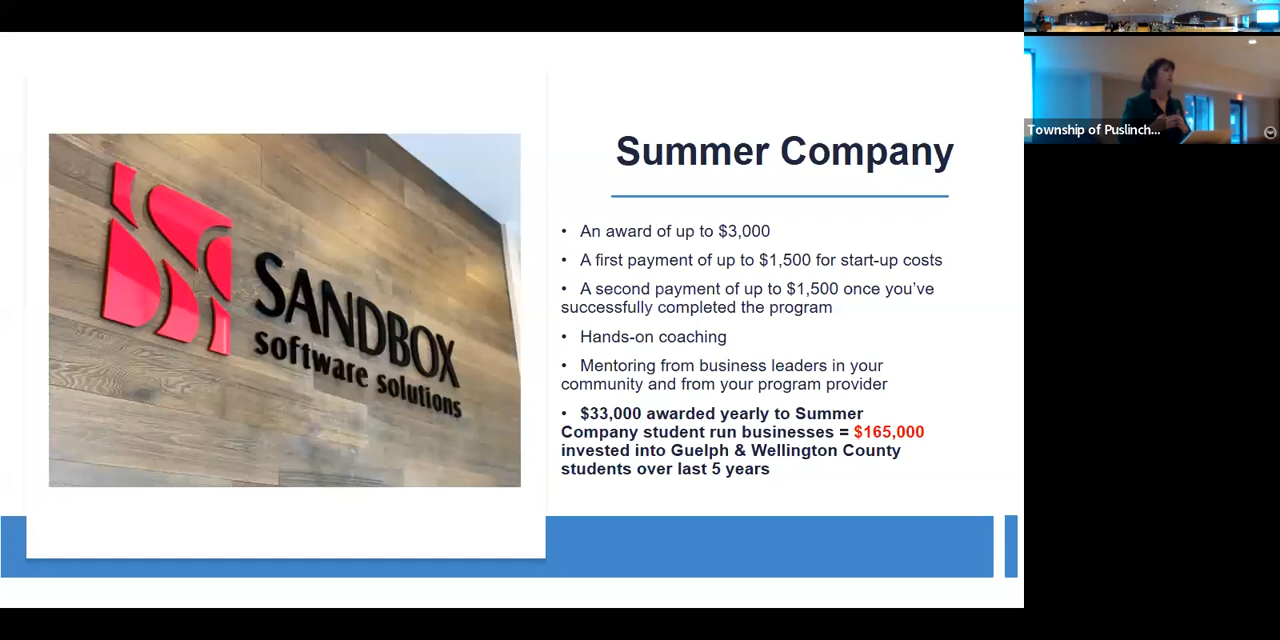 SANDBOX
software solutions
Summer Company
• An award of up to $3,000
• A first payment of up to $1,500 for start-up costs
• A second payment of up to $1,500 once you’ve
successfully completed the program
• Hands-on coaching
• Mentoring from business leaders in your
community and from your program provider
• $33,000 awarded yearly to Summer
Company student run businesses = $165,000
invested into Guelph & Wellington County
students over last 5 years
Township of Puslinch...